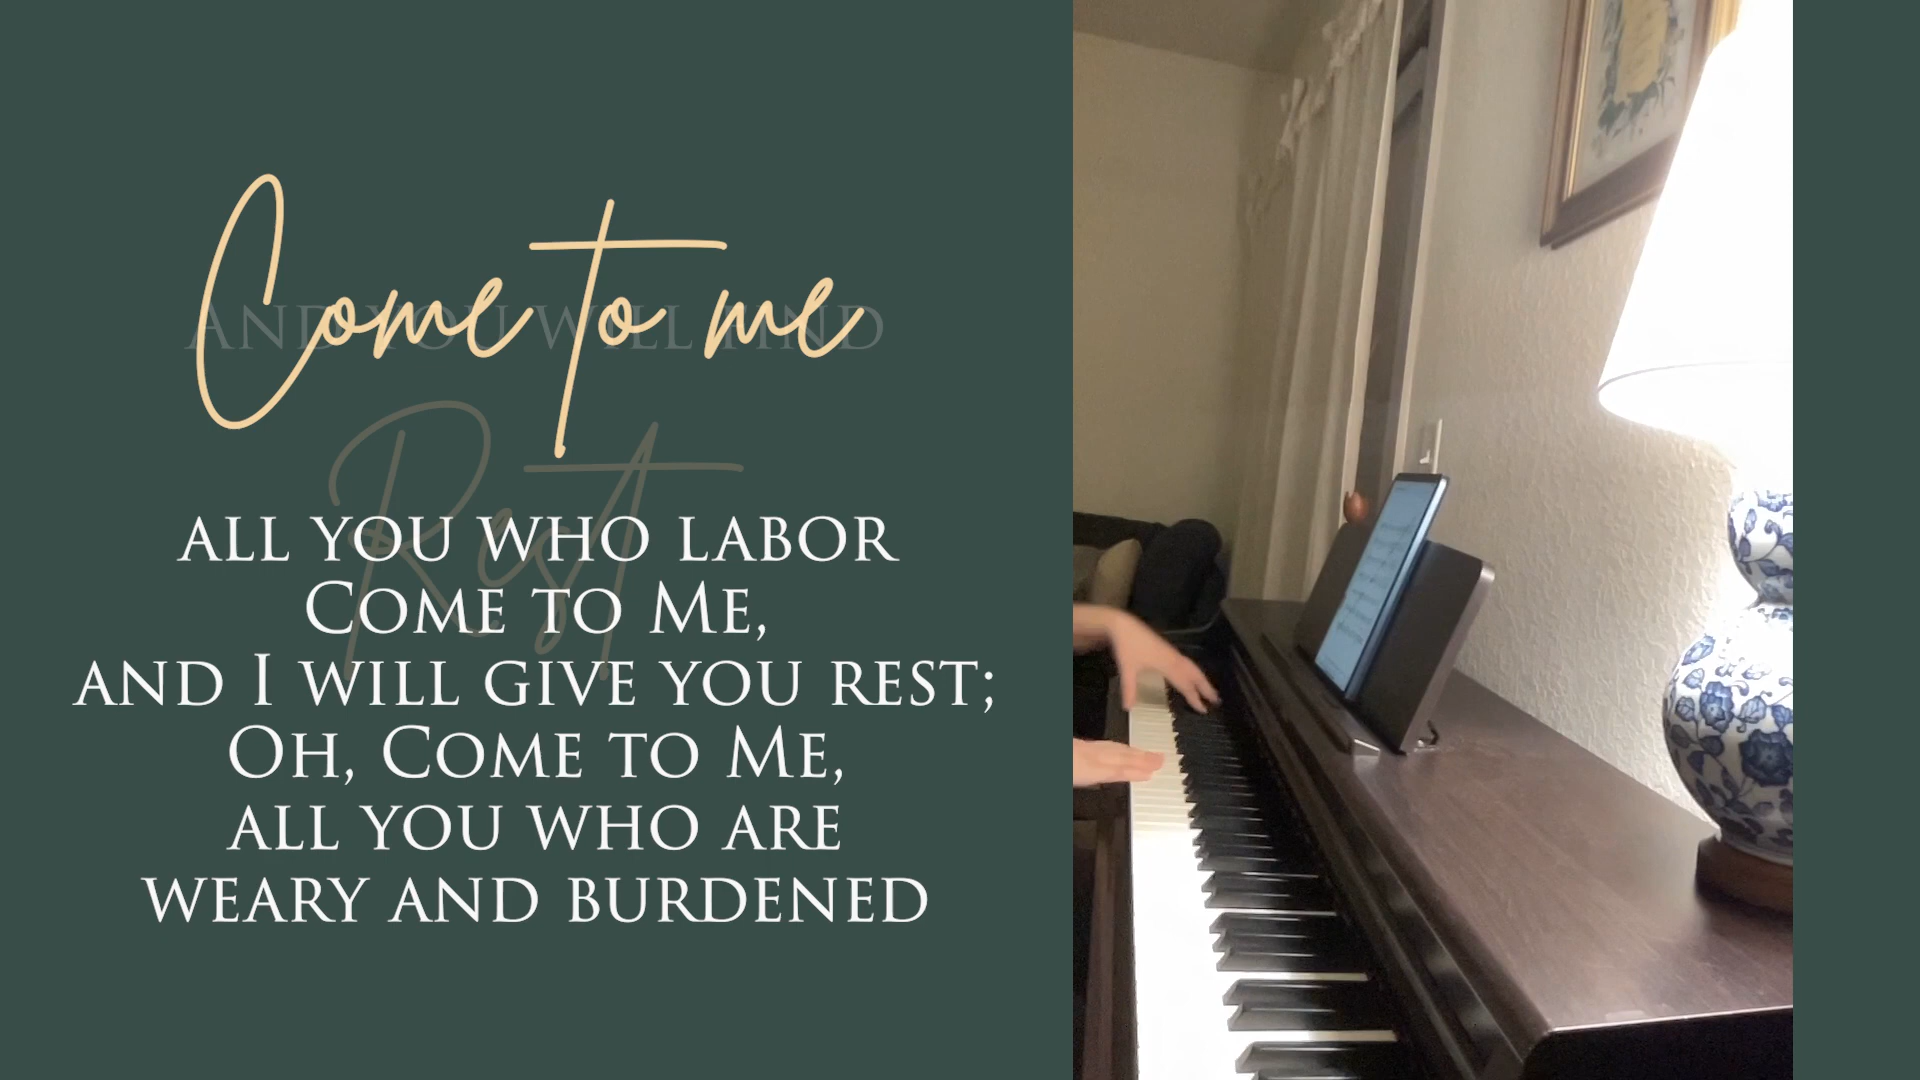 Come to me
And you will find
Rest
all you who labor
Come to Me,
and I will give you rest;
Oh, Come to Me,
all you who are
weary and burdened